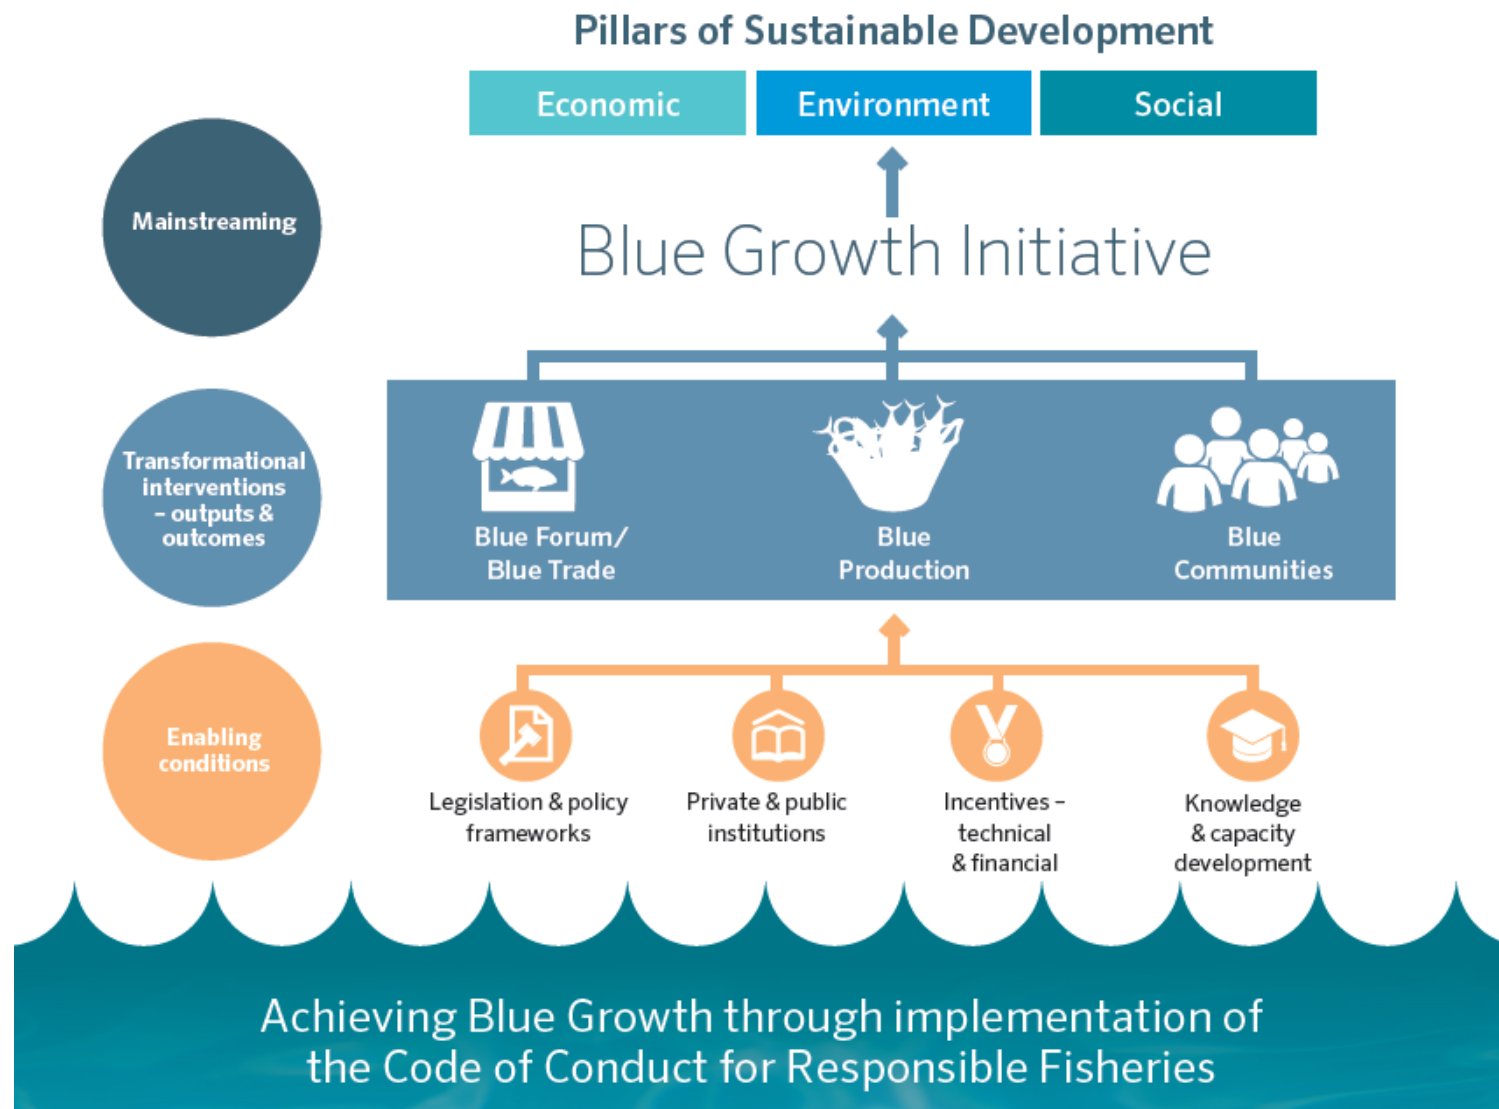 Pillars of Sustainable Development
Economic
Environment
Social
Mainstreaming
Blue Growth Initiative
Transformational
interventions
– outputs &
outcomes
Blue Forum/
Blue Trade
Blue
Production
Blue
Communities
Enabling
conditions
Legislation & policy
frameworks
Private & public
institutions
Incentives –
technical
& financial
Knowledge
& capacity
development
Achieving Blue Growth through implementation of
the Code of Conduct for Responsible Fisheries